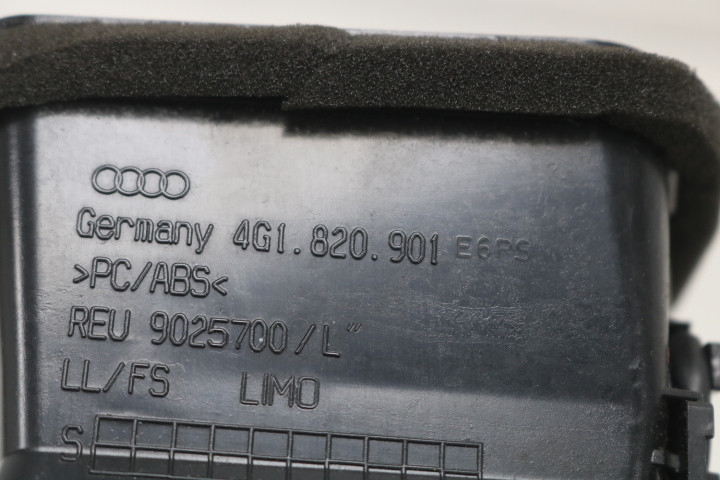 Germany 4G1.820.901 E6PS
>PC/ABS<
REU 9025700/L‴
LL/FS LIMO
S